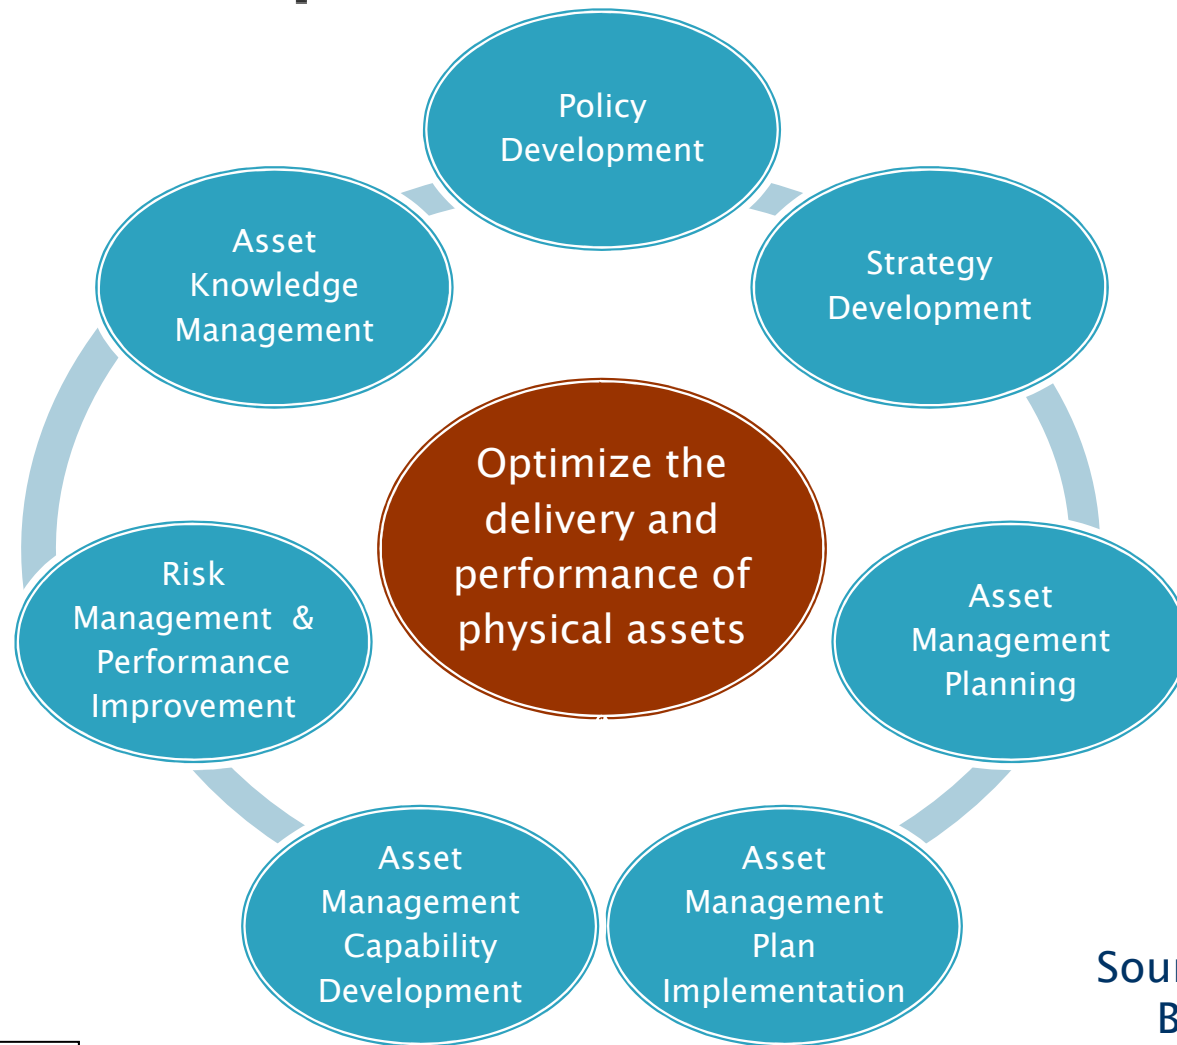 Policy
Development
Strategy
Development
Asset
Management
Planning
Asset
Management
Plan
Implementation
Asset
Management
Capability
Development
Risk
Management &
Performance
Improvement
Asset
Knowledge
Management
Optimize the
delivery and
performance of
physical assets